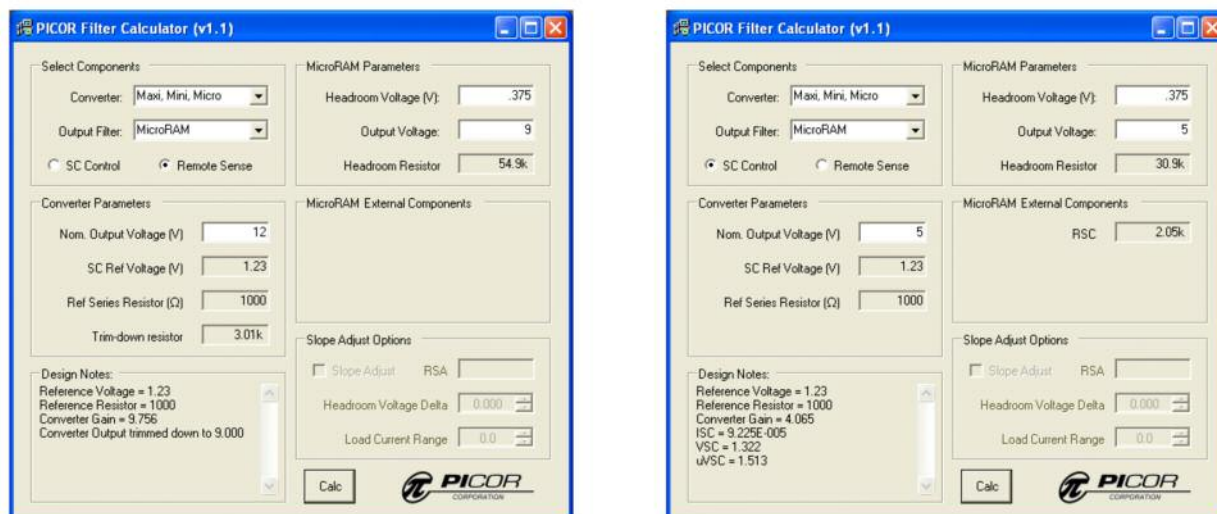 PICOR Filter Calculator (v1.1)
Select Components
Converter: Maxi, Mini, Micro
Output Filter: MicroRAM
SC Control Remote Sense
MicroRAM Parameters
Headroom Voltage (V): .375
Output Voltage: 9
Headroom Resistor 54.9k
Converter Parameters
Nom. Output Voltage (V) 12
SC Ref Voltage (V) 1.23
Ref Series Resistor (Ω) 1000
Trim-down resistor 3.01k
MicroRAM External Components
Design Notes:
Reference Voltage = 1.23
Reference Resistor = 1000
Converter Gain = 9.756
Converter Output trimmed down to 9.000
Slope Adjust Options
Slope Adjust RSA
Headroom Voltage Delta 0.000
Load Current Range 0.0
Calc
PICOR
CORPORATION
PICOR Filter Calculator (v1.1)
Select Components
Converter: Maxi, Mini, Micro
Output Filter: MicroRAM
SC Control Remote Sense
MicroRAM Parameters
Headroom Voltage (V): .375
Output Voltage: 5
Headroom Resistor 30.9k
Converter Parameters
Nom. Output Voltage (V) 5
SC Ref Voltage (V) 1.23
Ref Series Resistor (Ω) 1000
MicroRAM External Components
RSC 2.05k
Design Notes:
Reference Voltage = 1.23
Reference Resistor = 1000
Converter Gain = 4.065
ISC = 9.225E-005
VSC = 1.322
uVSC = 1.513
Slope Adjust Options
Slope Adjust RSA
Headroom Voltage Delta 0.000
Load Current Range 0.0
Calc
PICOR
CORPORATION